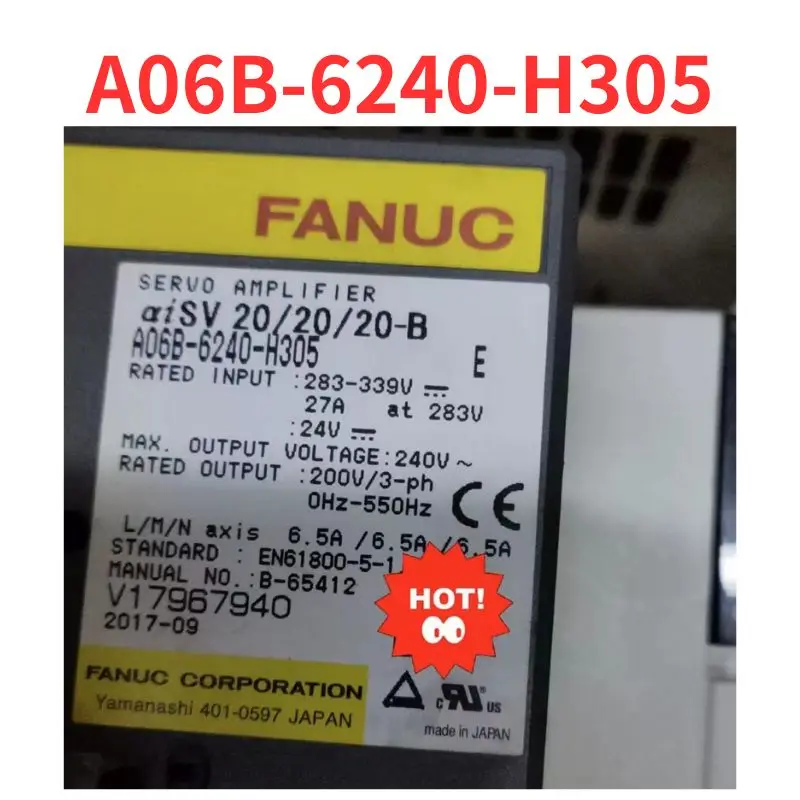 A06B-6240-H305
FANUC
SERVO AMPLIFIER
αiSV 20/20/20-B
A06B-6240-H305 E
RATED INPUT :283-339V ⎓
27A at 283V
:24V ⎓
MAX. OUTPUT VOLTAGE:240V ~
RATED OUTPUT :200V/3-ph
0Hz-550Hz
CE
L/M/N axis 6.5A /6.5A /6.5A
STANDARD : EN61800-5-1
MANUAL NO.:B-65412
V17967940
2017-09
HOT!
FANUC CORPORATION
Yamanashi 401-0597 JAPAN
c UR us
made in JAPAN